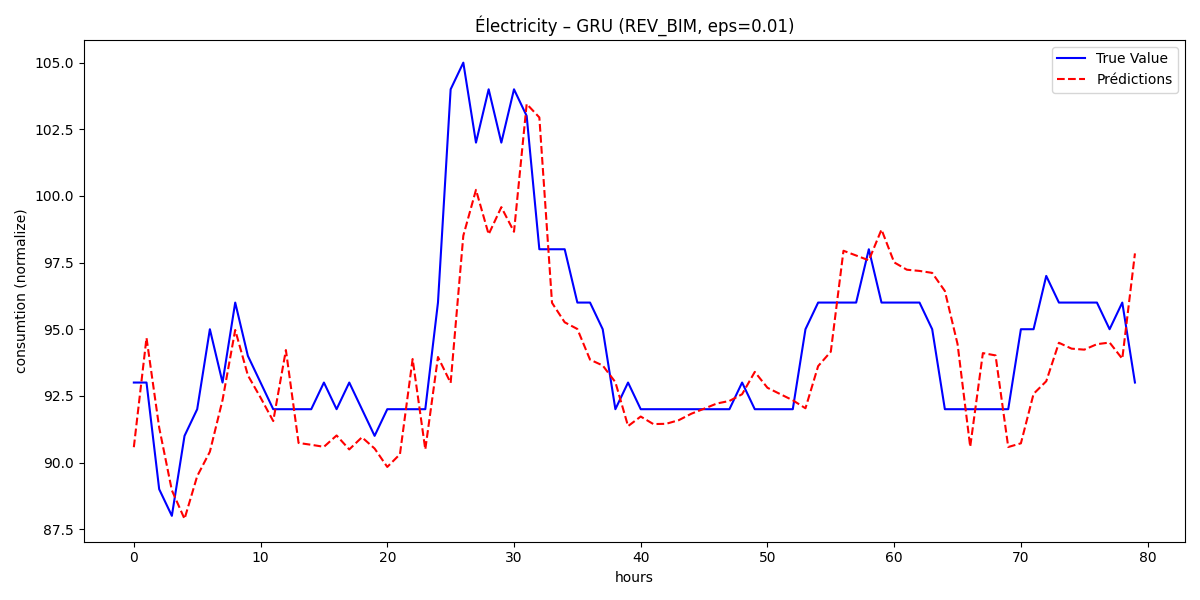 Électricity – GRU (REV_BIM, eps=0.01)
True Value
Prédictions
consumtion (normalize)
105.0
102.5
100.0
97.5
95.0
92.5
90.0
87.5
0 10 20 30 40 50 60 70 80
hours